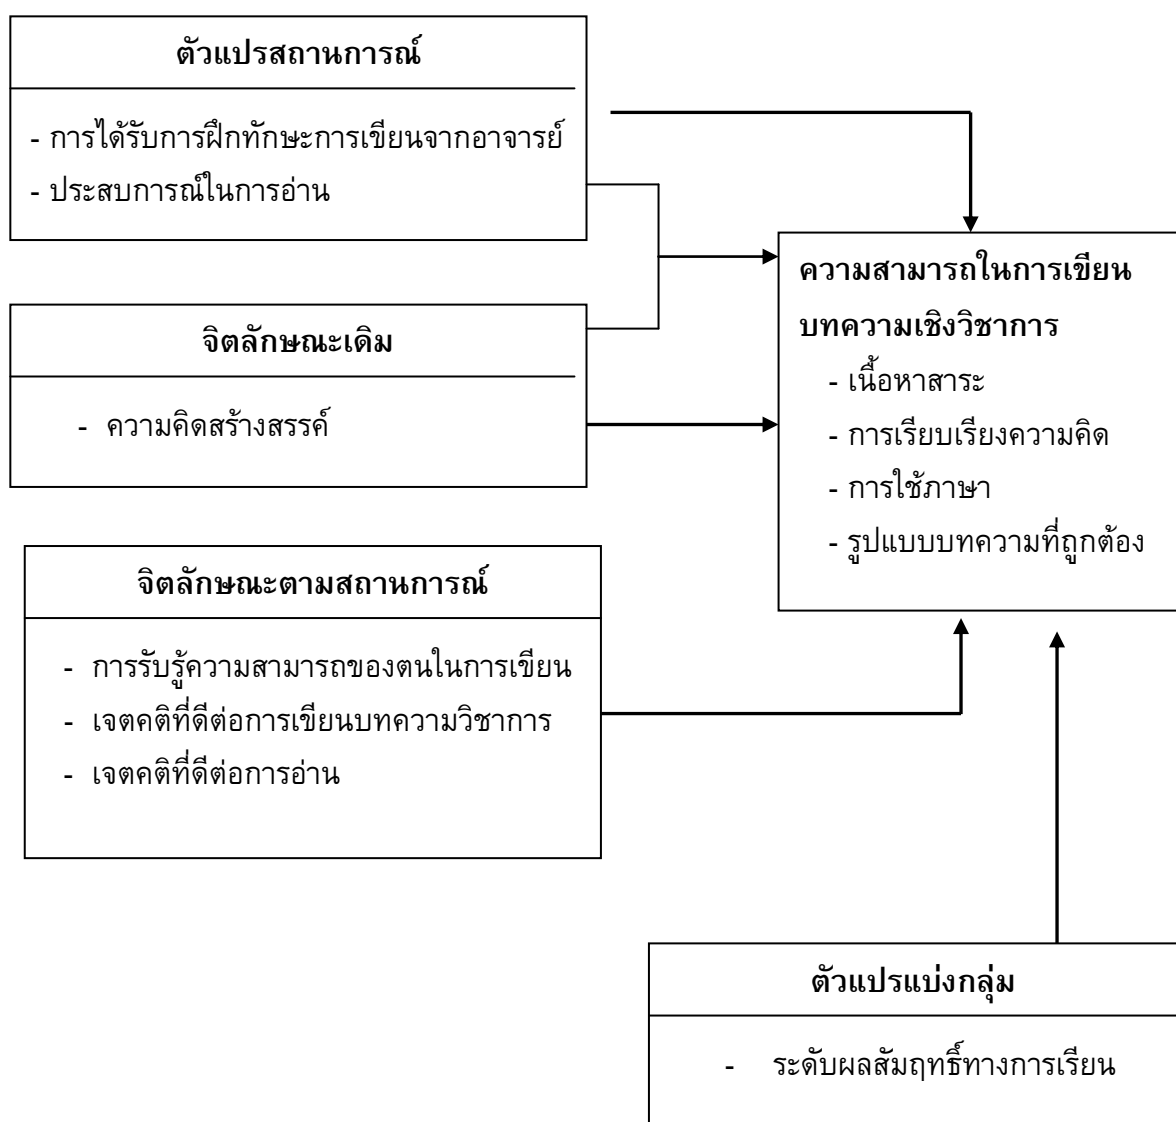 ตัวแปรสถานการณ์
- การได้รับการฝึกทักษะการเขียนจากอาจารย์
- ประสบการณ์ในการอ่าน
จิตลักษณะเดิม
- ความคิดสร้างสรรค์
ความสามารถในการเขียน
บทความเชิงวิชาการ
- เนื้อหาสาระ
- การเรียบเรียงความคิด
- การใช้ภาษา
- รูปแบบบทความที่ถูกต้อง
จิตลักษณะตามสถานการณ์
- การรับรู้ความสามารถของตนในการเขียน
- เจตคติที่ดีต่อการเขียนบทความวิชาการ
- เจตคติที่ดีต่อการอ่าน
ตัวแปรแบ่งกลุ่ม
- ระดับผลสัมฤทธิ์ทางการเรียน